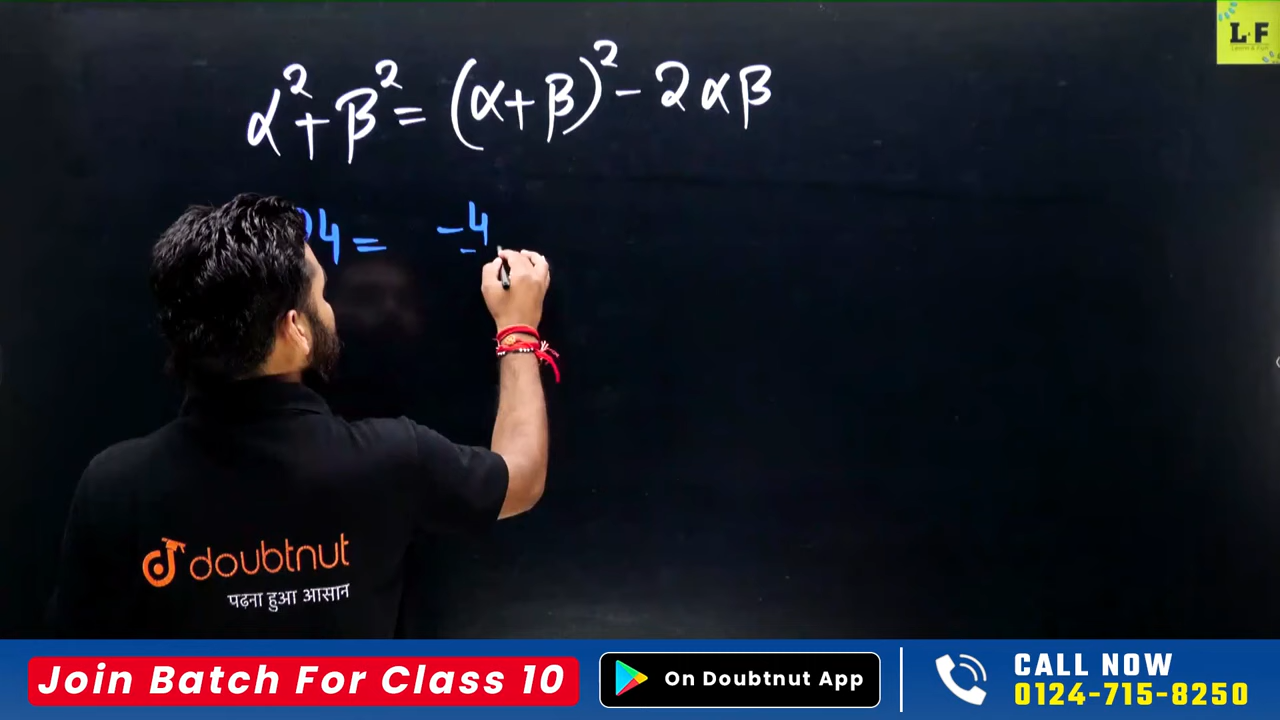 L.F
α² + β² = (α+β)² - 2αβ
4 = -4
doubtnut
पढ़ना हुआ आसान
Join Batch For Class 10
On Doubtnut App
CALL NOW
0124-715-8250